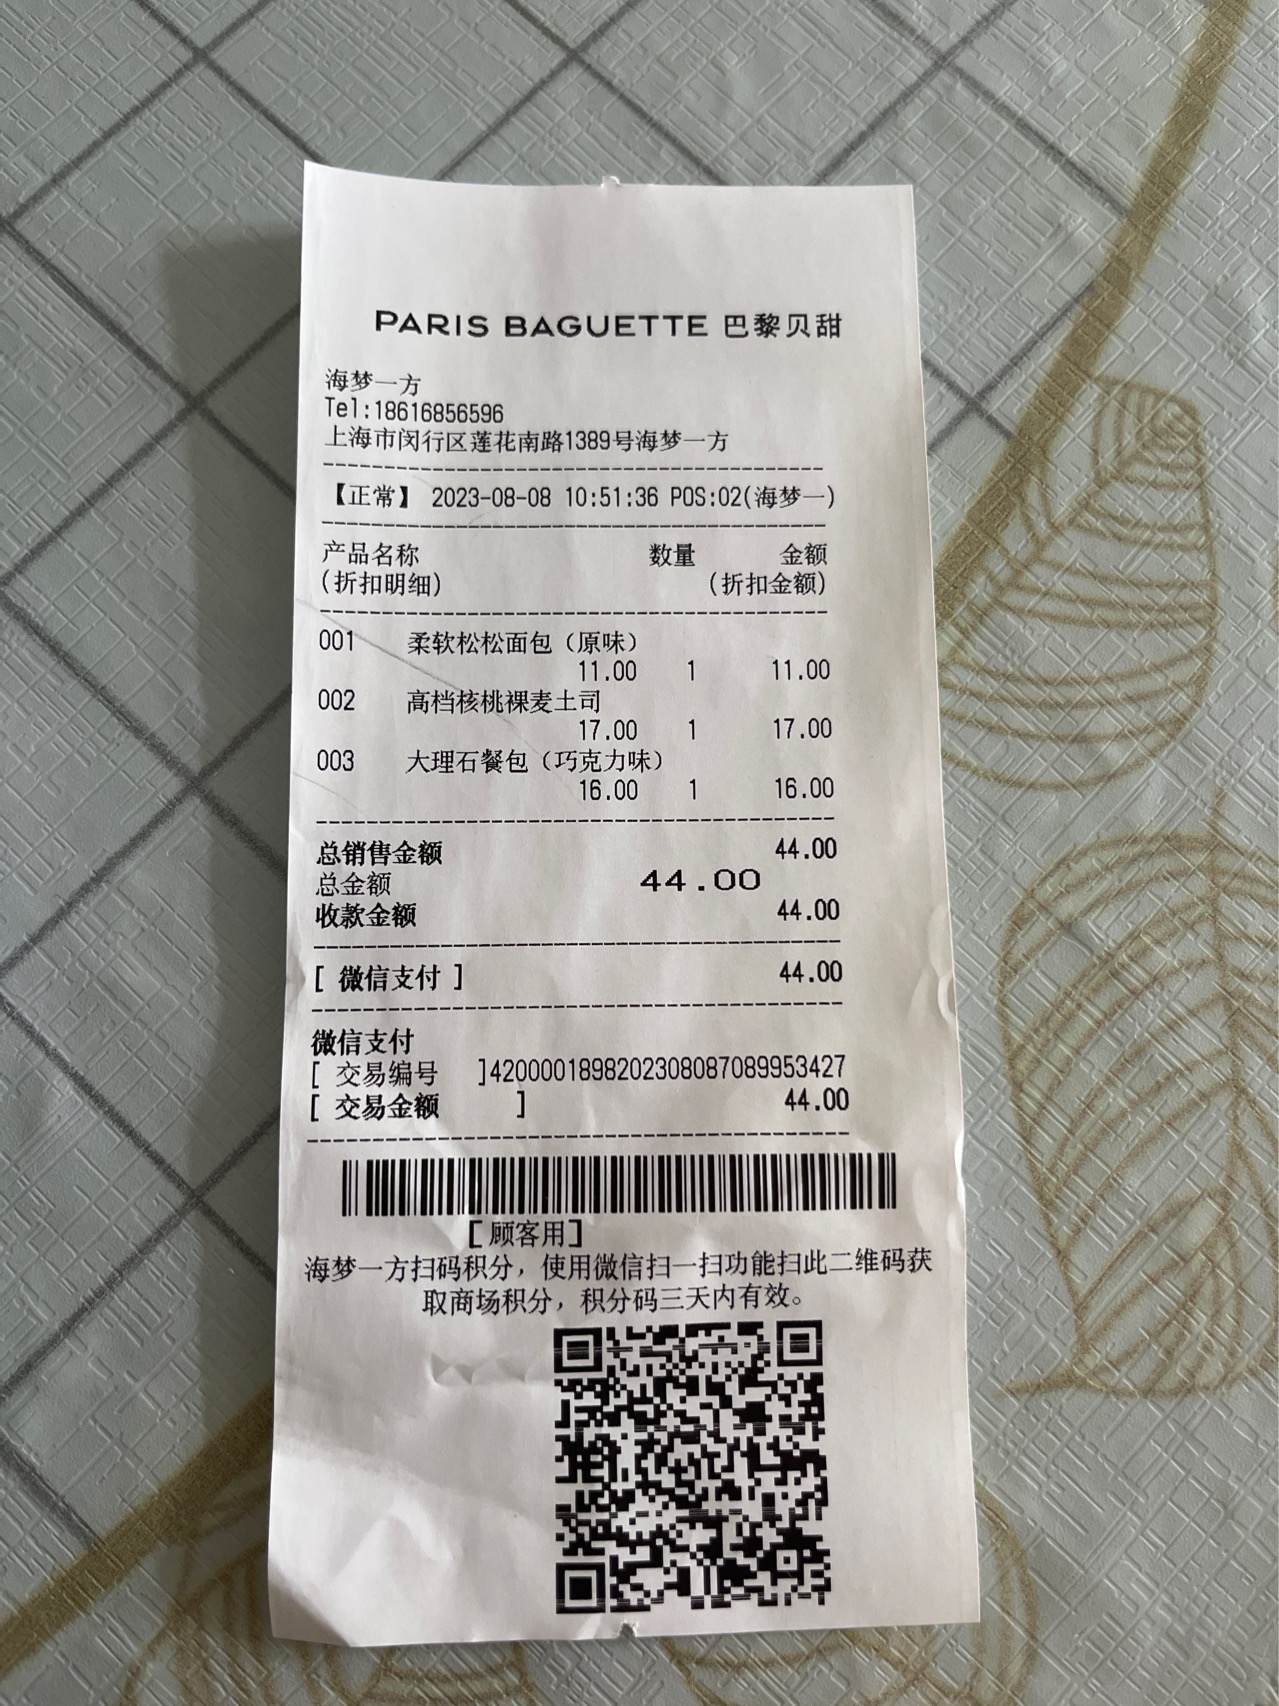 PARIS BAGUETTE 巴黎贝甜
海梦一方
Tel:18616856596
上海市闵行区莲花南路1389号海梦一方
【正常】 2023-08-08 10:51:36 POS:02(海梦一)
产品名称 数量 金额
(折扣明细) (折扣金额)
001 柔软松松面包（原味）
11.00 1 11.00
002 高档核桃裸麦土司
17.00 1 17.00
003 大理石餐包（巧克力味）
16.00 1 16.00
总销售金额 44.00
总金额 44.00
收款金额 44.00
[ 微信支付 ] 44.00
微信支付
[ 交易编号 ]4200001898202308087089953427
[ 交易金额 ] 44.00
[顾客用]
海梦一方扫码积分，使用微信扫一扫功能扫此二维码获
取商场积分，积分码三天内有效。